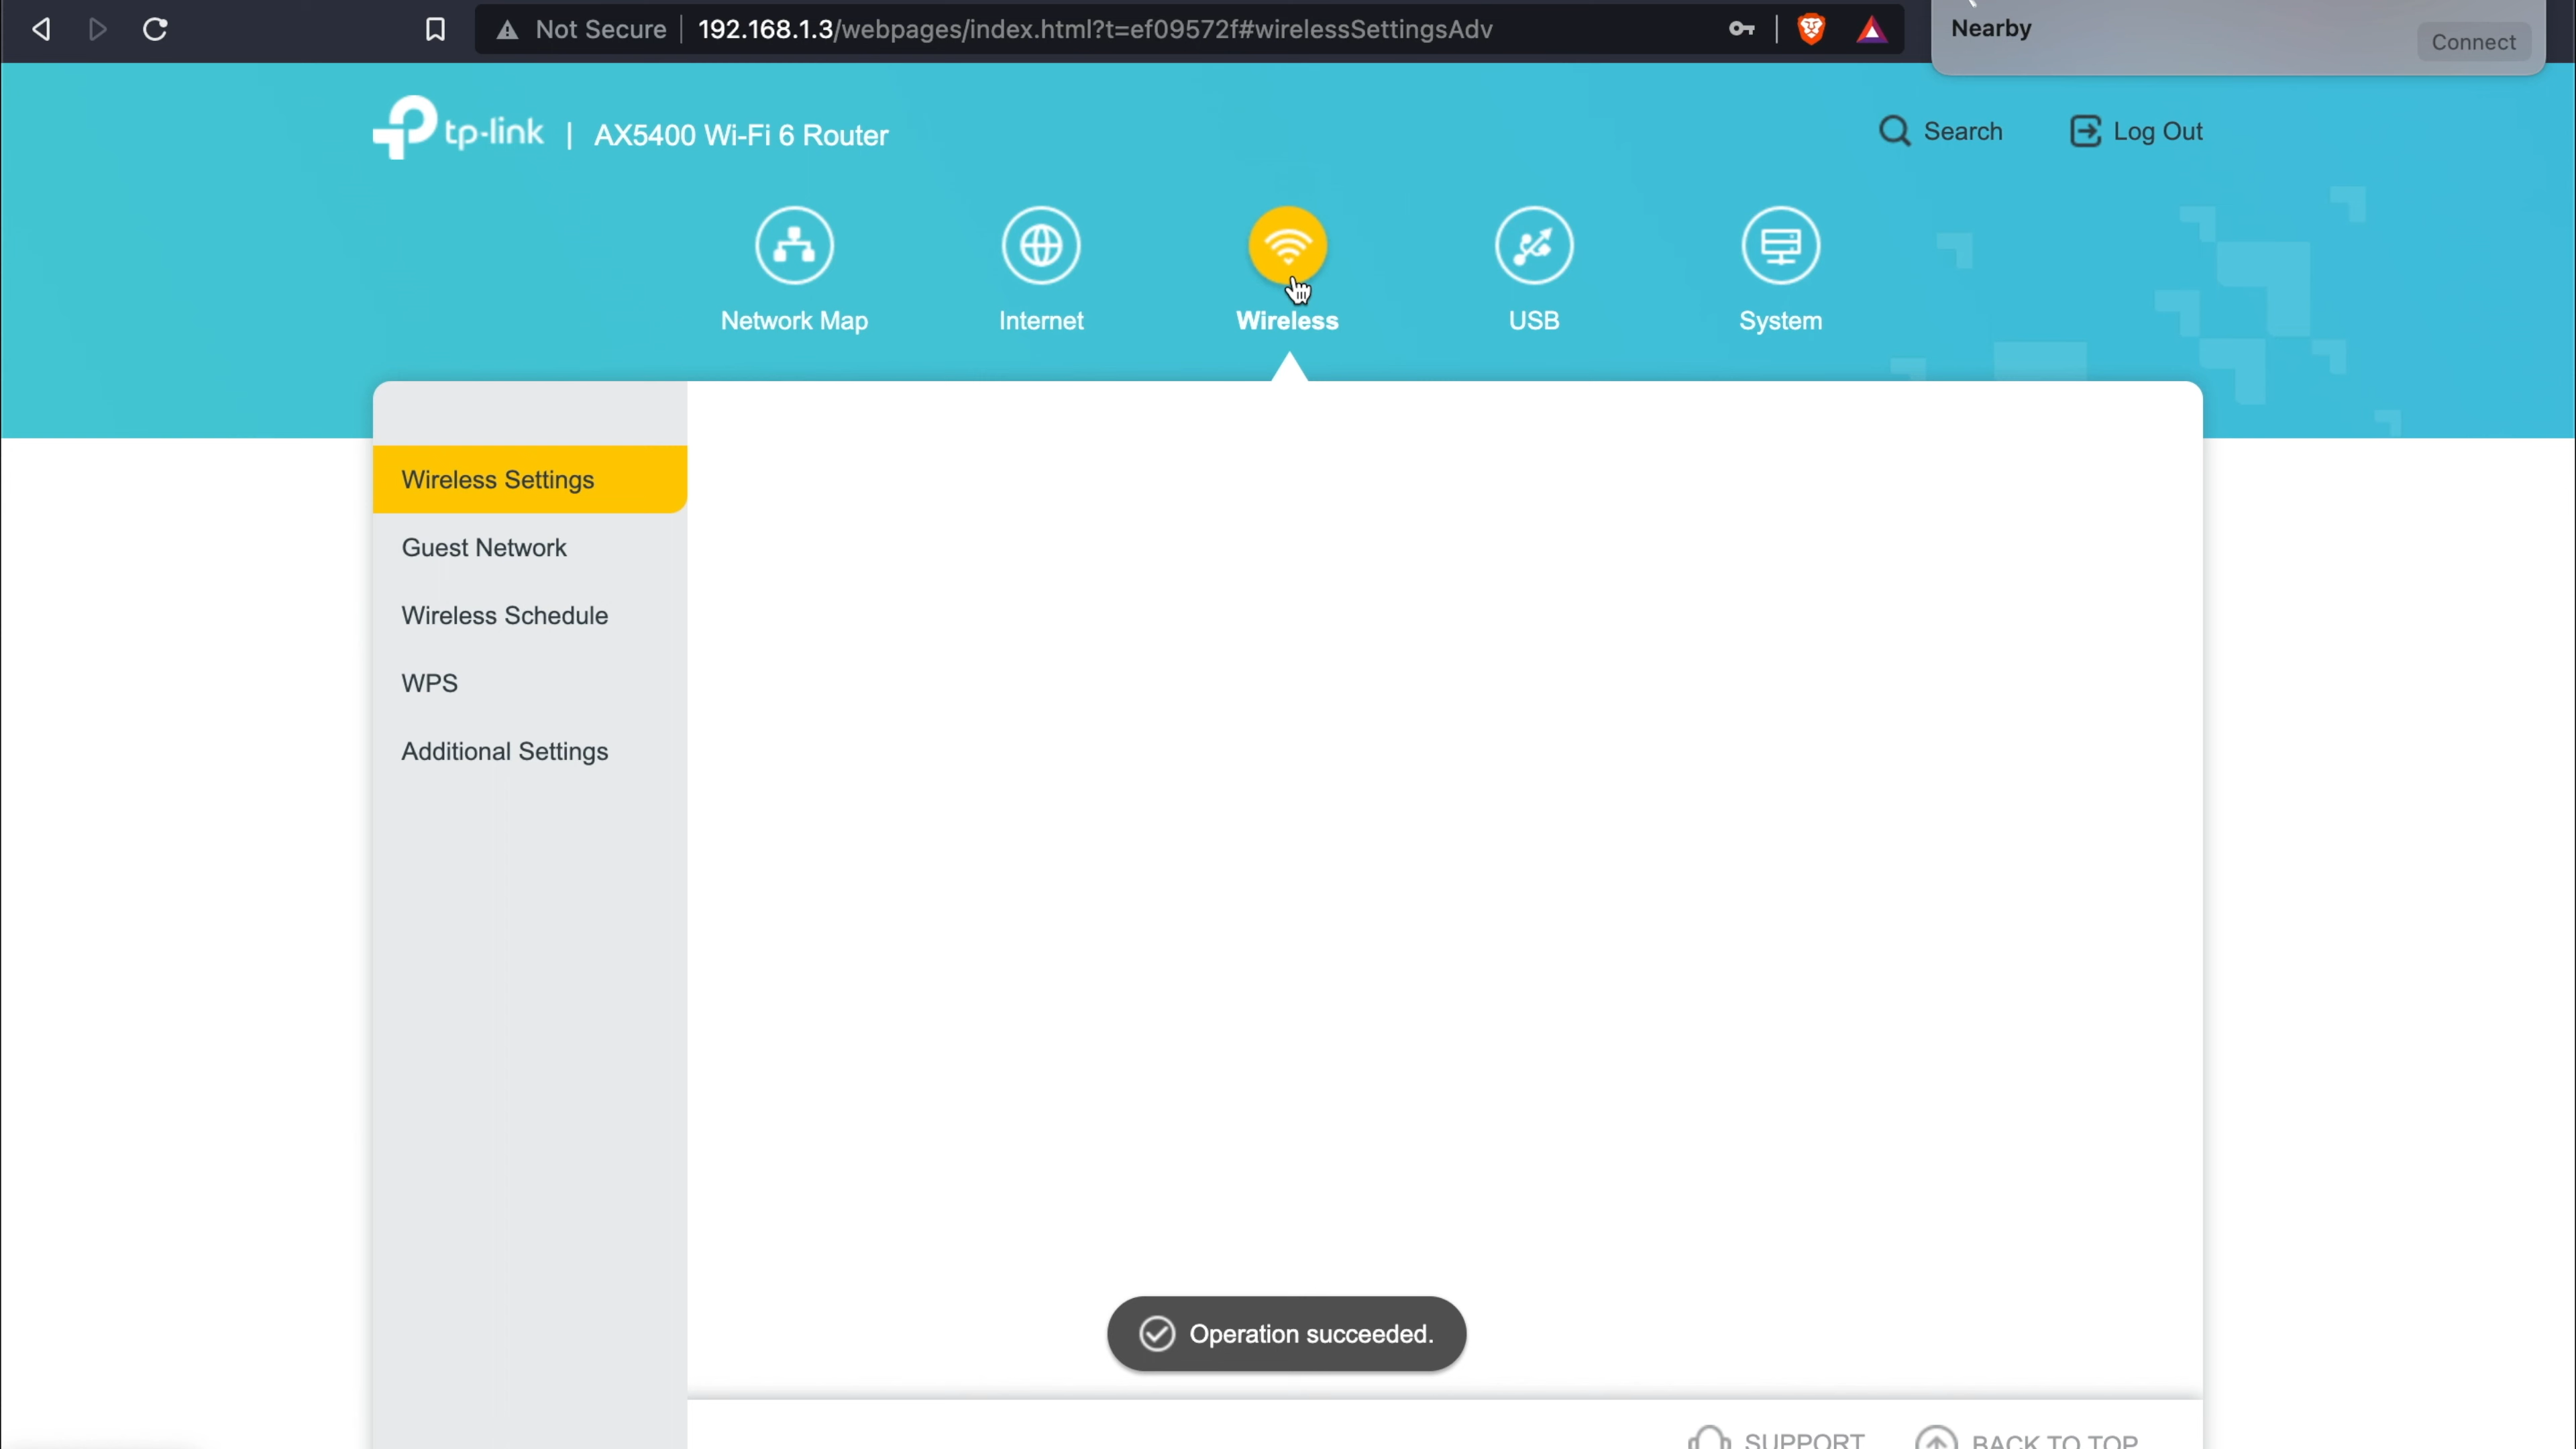 Not Secure | 192.168.1.3/webpages/index.html?t=ef09572f#wirelessSettingsAdv
Nearby
Connect
tp-link | AX5400 Wi-Fi 6 Router
Search
Log Out
Network Map
Internet
Wireless
USB
System
Wireless Settings
Guest Network
Wireless Schedule
WPS
Additional Settings
Operation succeeded.
SUPPORT
BACK TO TOP